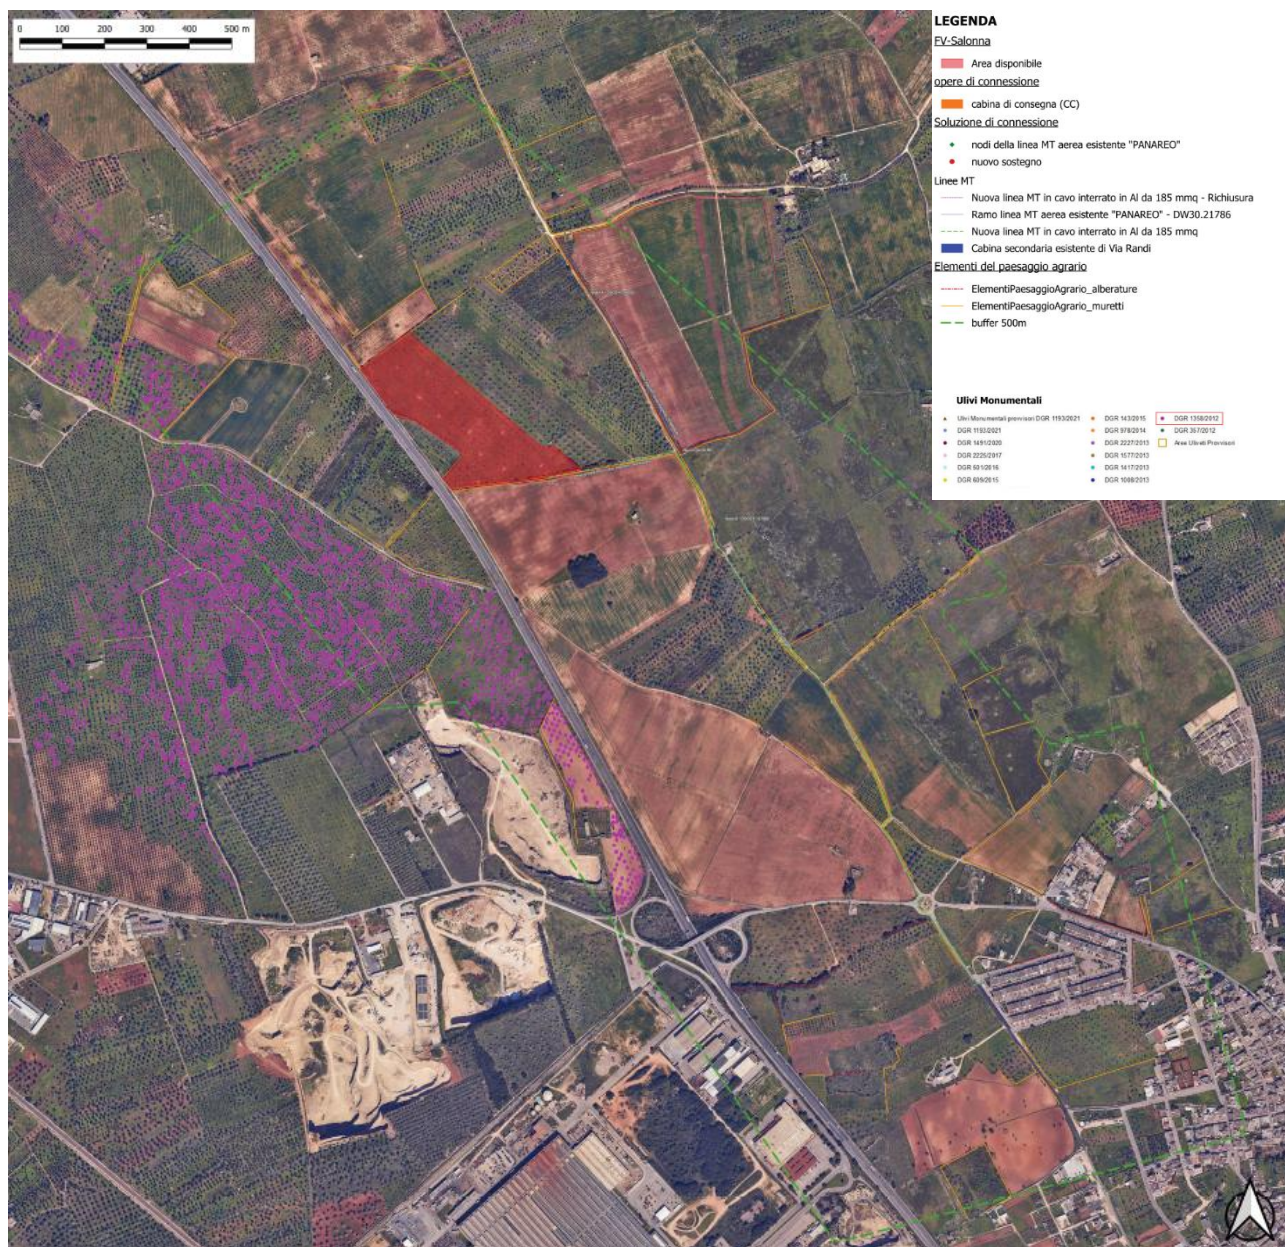 0 100 200 300 400 500 m
LEGENDA
FV-Salonna
Area disponibile
opere di connessione
cabina di consegna (CC)
Soluzione di connessione
nodi della linea MT aerea esistente "PANAREO"
nuovo sostegno
Linee MT
Nuova linea MT in cavo interrato in Al da 185 mmq - Richiusura
Ramo linea MT aerea esistente "PANAREO" - DW30.21786
Nuova linea MT in cavo interrato in Al da 185 mmq
Cabina secondaria esistente di Via Randi
Elementi del paesaggio agrario
ElementiPaesaggioAgrario_alberature
ElementiPaesaggioAgrario_muretti
buffer 500m
Ulivi Monumentali
Ulivi Monumentali provvisori DGR 1193/2021
DGR 1193/2021
DGR 1491/2020
DGR 2225/2017
DGR 501/2016
DGR 689/2015
DGR 143/2015
DGR 978/2014
DGR 2227/2013
DGR 1577/2013
DGR 1417/2013
DGR 1008/2013
DGR 1358/2012
DGR 357/2012
Aree Uliveti Provvisori